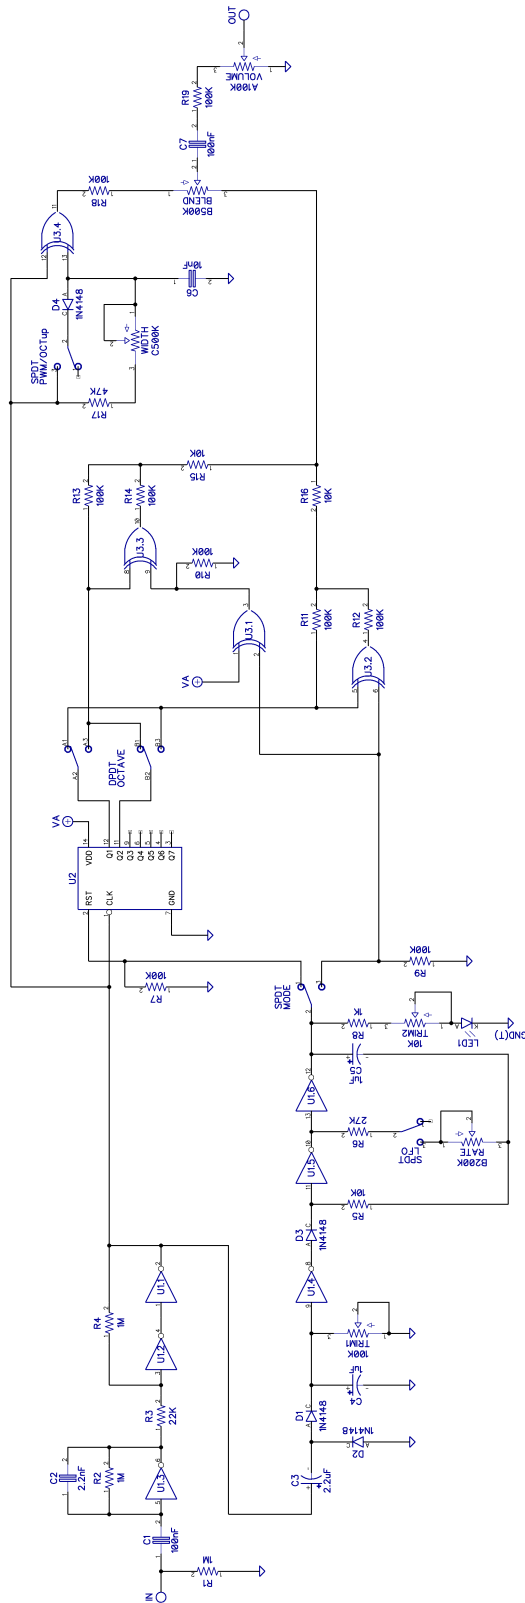 IN
R1
1M
C1
100nF
C2
2.2nF
R2
1M
U1.3
R3
22K
R4
1M
U1.2
U1.1
C3
2.2uF
D1
1N4148
D2
1N4148
C4
1uF
TRIM1
100K
U1.4
D3
1N4148
R5
10K
U1.5
R6
27K
SPDT
LFO
B200K
RATE
U1.6
C5
1uF
R8
1K
TRIM2
10K
LED1
GND(T)
SPDT
MODE
R7
100K
R9
100K
U2
RST
CLK
GND
VDD
Q1
Q2
Q3
Q4
Q5
Q6
Q7
VA
DPDT
OCTAVE
A1
A2
A3
B1
B2
B3
VA
U3.1
U3.2
R10
100K
R11
100K
R12
100K
U3.3
R13
100K
R14
100K
R15
10K
R16
10K
R17
47K
SPDT
PWM/OCTup
WIDTH
C500K
D4
1N4148
C6
10nF
U3.4
R18
100K
BLEND
B500K
C7
100nF
R19
100K
A100K
VOLUME
OUT